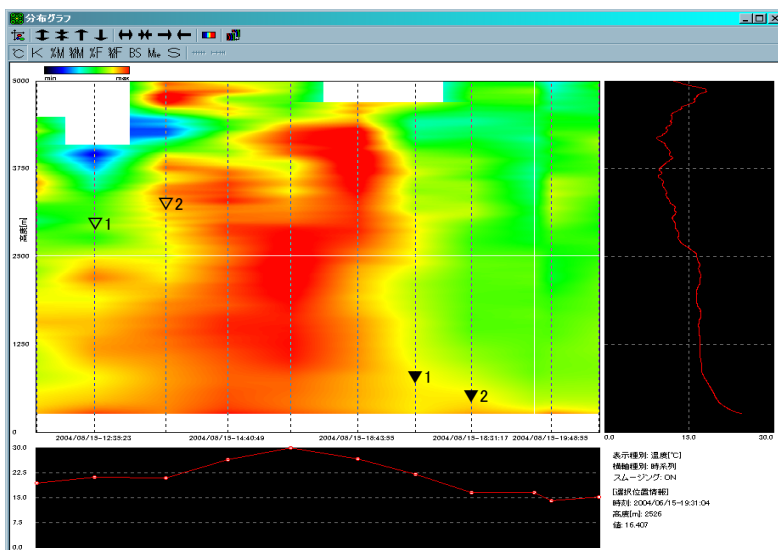 分布グラフ
℃ K %M %M %F %F BS Mie S
min max
5000
3750
高度[m]
2500
1250
0
1
2
1
2
2004/08/15-12:35:23
2004/08/15-14:40:49
2004/08/15-16:43:55
2004/08/15-18:31:17
2004/08/15-19:48:55
0.0
15.0
30.0
30.0
22.5
15.0
7.5
0.0
表示種別: 温度[℃]
横軸種別: 時系列
スムージング: ON
[選択位置情報]
時刻: 2004/06/15-19:31:04
高度[m]: 2526
値: 16.407